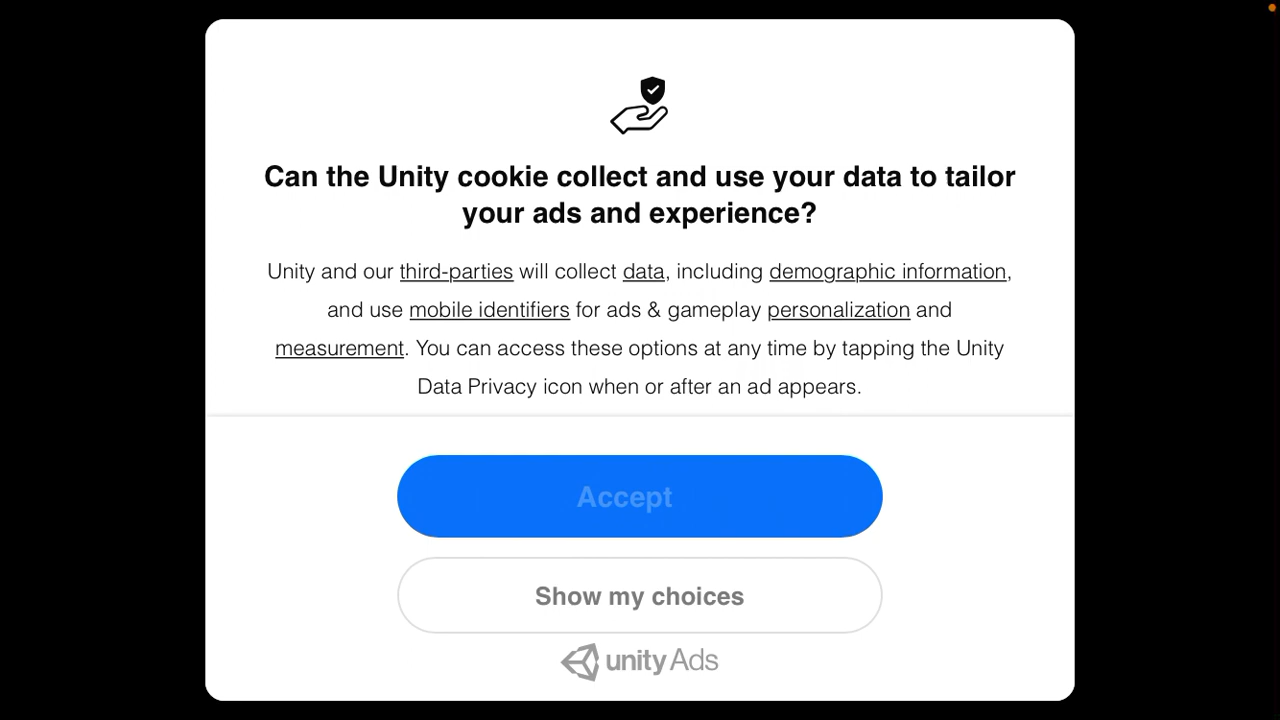 Can the Unity cookie collect and use your data to tailor
your ads and experience?
Unity and our third-parties will collect data, including demographic information,
and use mobile identifiers for ads & gameplay personalization and
measurement. You can access these options at any time by tapping the Unity
Data Privacy icon when or after an ad appears.
Accept
Show my choices
unity Ads